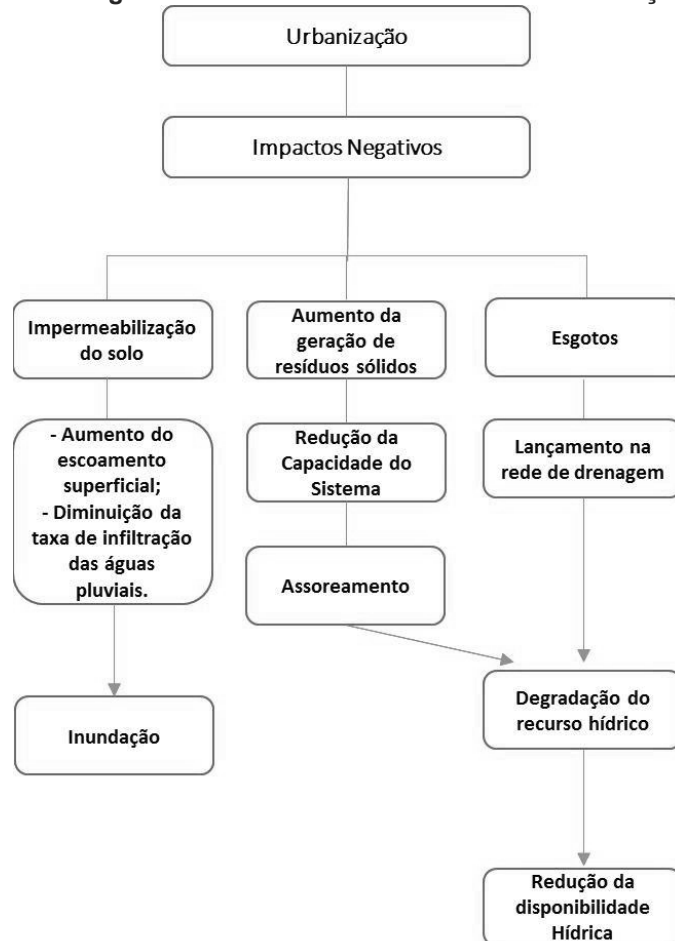 Urbanização
Impactos Negativos
Impermeabilização
do solo
Aumento da
geração de
resíduos sólidos
Esgotos
- Aumento do
escoamento
superficial;
- Diminuição da
taxa de infiltração
das águas
pluviais.
Redução da
Capacidade do
Sistema
Lançamento na
rede de drenagem
Assoreamento
Inundação
Degradação do
recurso hídrico
Redução da
disponibilidade
Hídrica